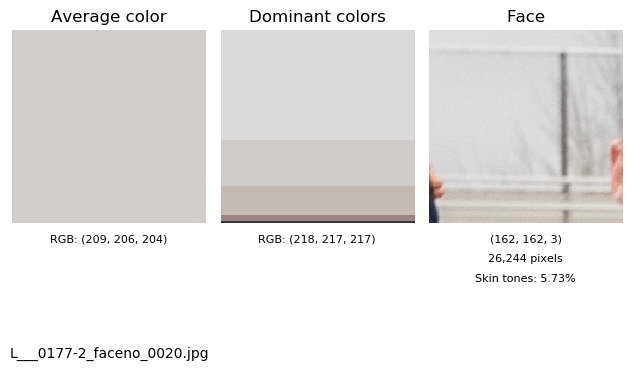 Average color
Dominant colors
Face
RGB: (209, 206, 204)
RGB: (218, 217, 217)
(162, 162, 3)
26,244 pixels
Skin tones: 5.73%
L___0177-2_faceno_0020.jpg